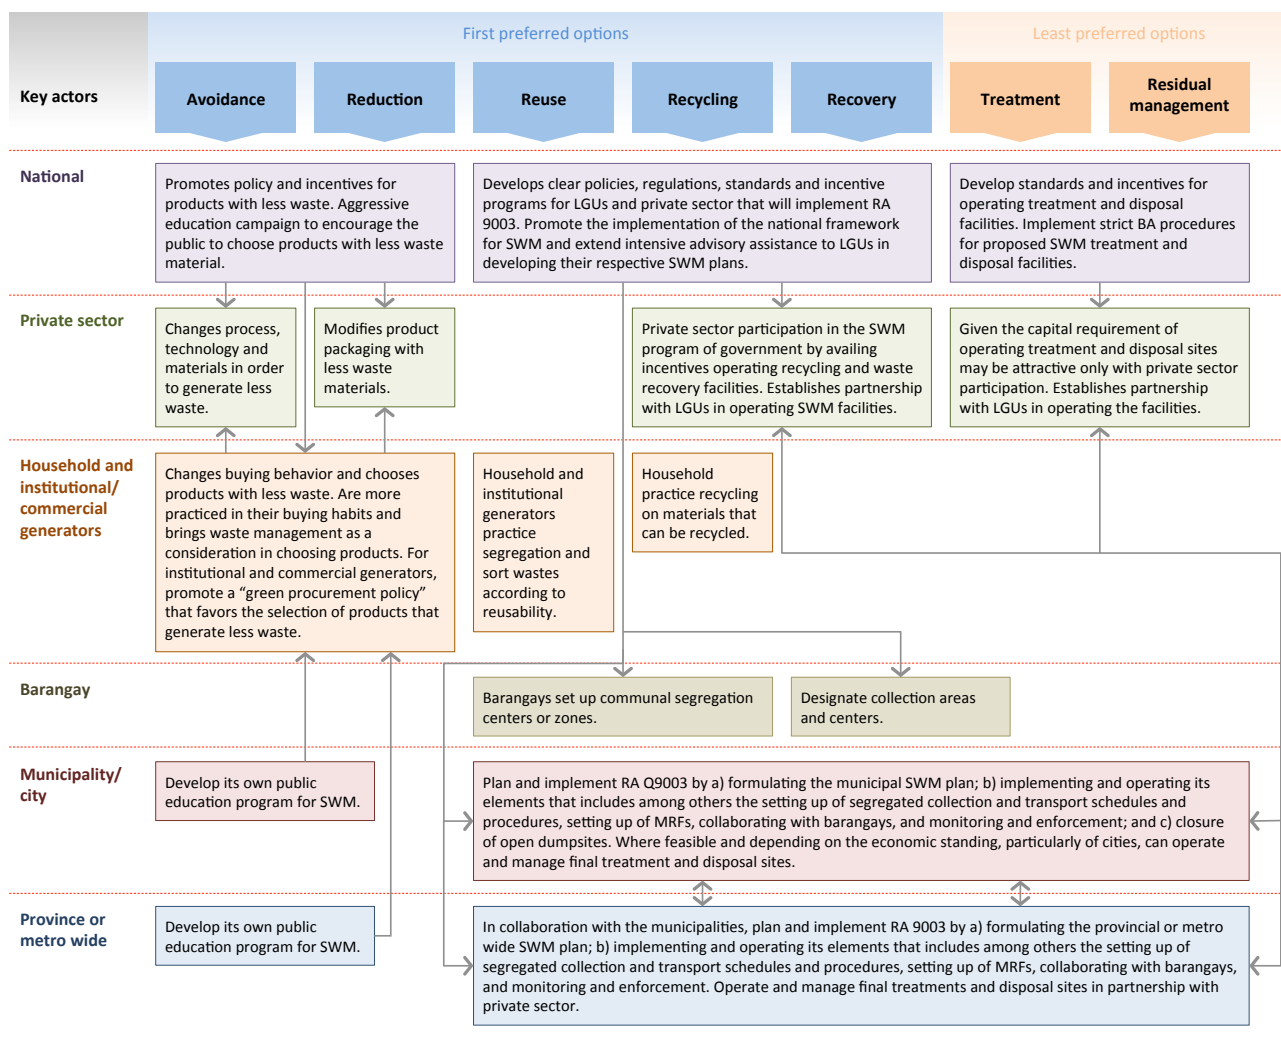 First preferred options
Least preferred options
Key actors
Avoidance
Reduction
Reuse
Recycling
Recovery
Treatment
Residual
management
National
Promotes policy and incentives for
products with less waste. Aggressive
education campaign to encourage the
public to choose products with less waste
material.
Develops clear policies, regulations, standards and incentive
programs for LGUs and private sector that will implement RA
9003. Promote the implementation of the national framework
for SWM and extend intensive advisory assistance to LGUs in
developing their respective SWM plans.
Develop standards and incentives for
operating treatment and disposal
facilities. Implement strict BA procedures
for proposed SWM treatment and
disposal facilities.
Private sector
Changes process,
technology and
materials in order
to generate less
waste.
Modifies product
packaging with
less waste
materials.
Private sector participation in the SWM
program of government by availing
incentives operating recycling and waste
recovery facilities. Establishes partnership
with LGUs in operating SWM facilities.
Given the capital requirement of
operating treatment and disposal sites
may be attractive only with private sector
participation. Establishes partnership
with LGUs in operating the facilities.
Household and
institutional/
commercial
generators
Changes buying behavior and chooses
products with less waste. Are more
practiced in their buying habits and
brings waste management as a
consideration in choosing products. For
institutional and commercial generators,
promote a “green procurement policy”
that favors the selection of products that
generate less waste.
Household and
institutional
generators
practice
segregation and
sort wastes
according to
reusability.
Household
practice recycling
on materials that
can be recycled.
Barangay
Barangays set up communal segregation
centers or zones.
Designate collection areas
and centers.
Municipality/
city
Develop its own public
education program for SWM.
Plan and implement RA Q9003 by a) formulating the municipal SWM plan; b) implementing and operating its
elements that includes among others the setting up of segregated collection and transport schedules and
procedures, setting up of MRFs, collaborating with barangays, and monitoring and enforcement; and c) closure
of open dumpsites. Where feasible and depending on the economic standing, particularly of cities, can operate
and manage final treatment and disposal sites.
Province or
metro wide
Develop its own public
education program for SWM.
In collaboration with the municipalities, plan and implement RA 9003 by a) formulating the provincial or metro
wide SWM plan; b) implementing and operating its elements that includes among others the setting up of
segregated collection and transport schedules and procedures, setting up of MRFs, collaborating with barangays,
and monitoring and enforcement. Operate and manage final treatments and disposal sites in partnership with
private sector.